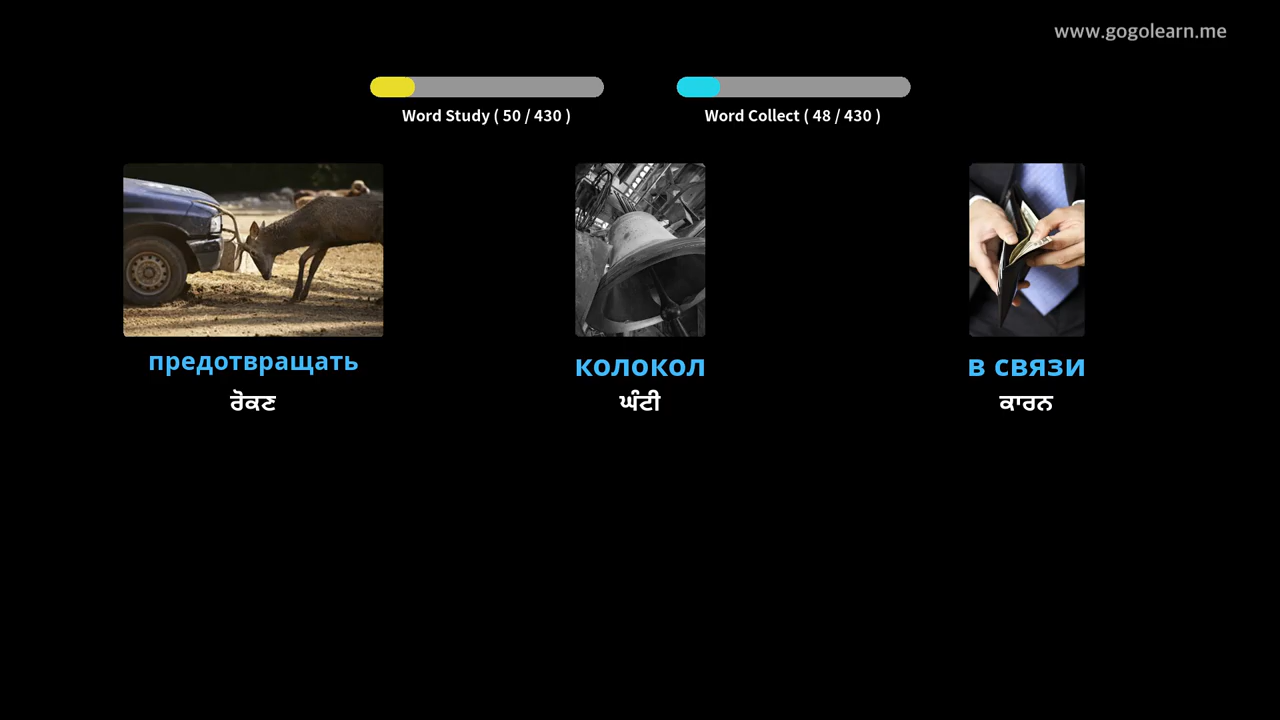 www.gogolearn.me
Word Study ( 50 / 430 )
Word Collect ( 48 / 430 )
предотвращать
колокол
в связи
ਰੋਕਣ
ਘੰਟੀ
ਕਾਰਨ